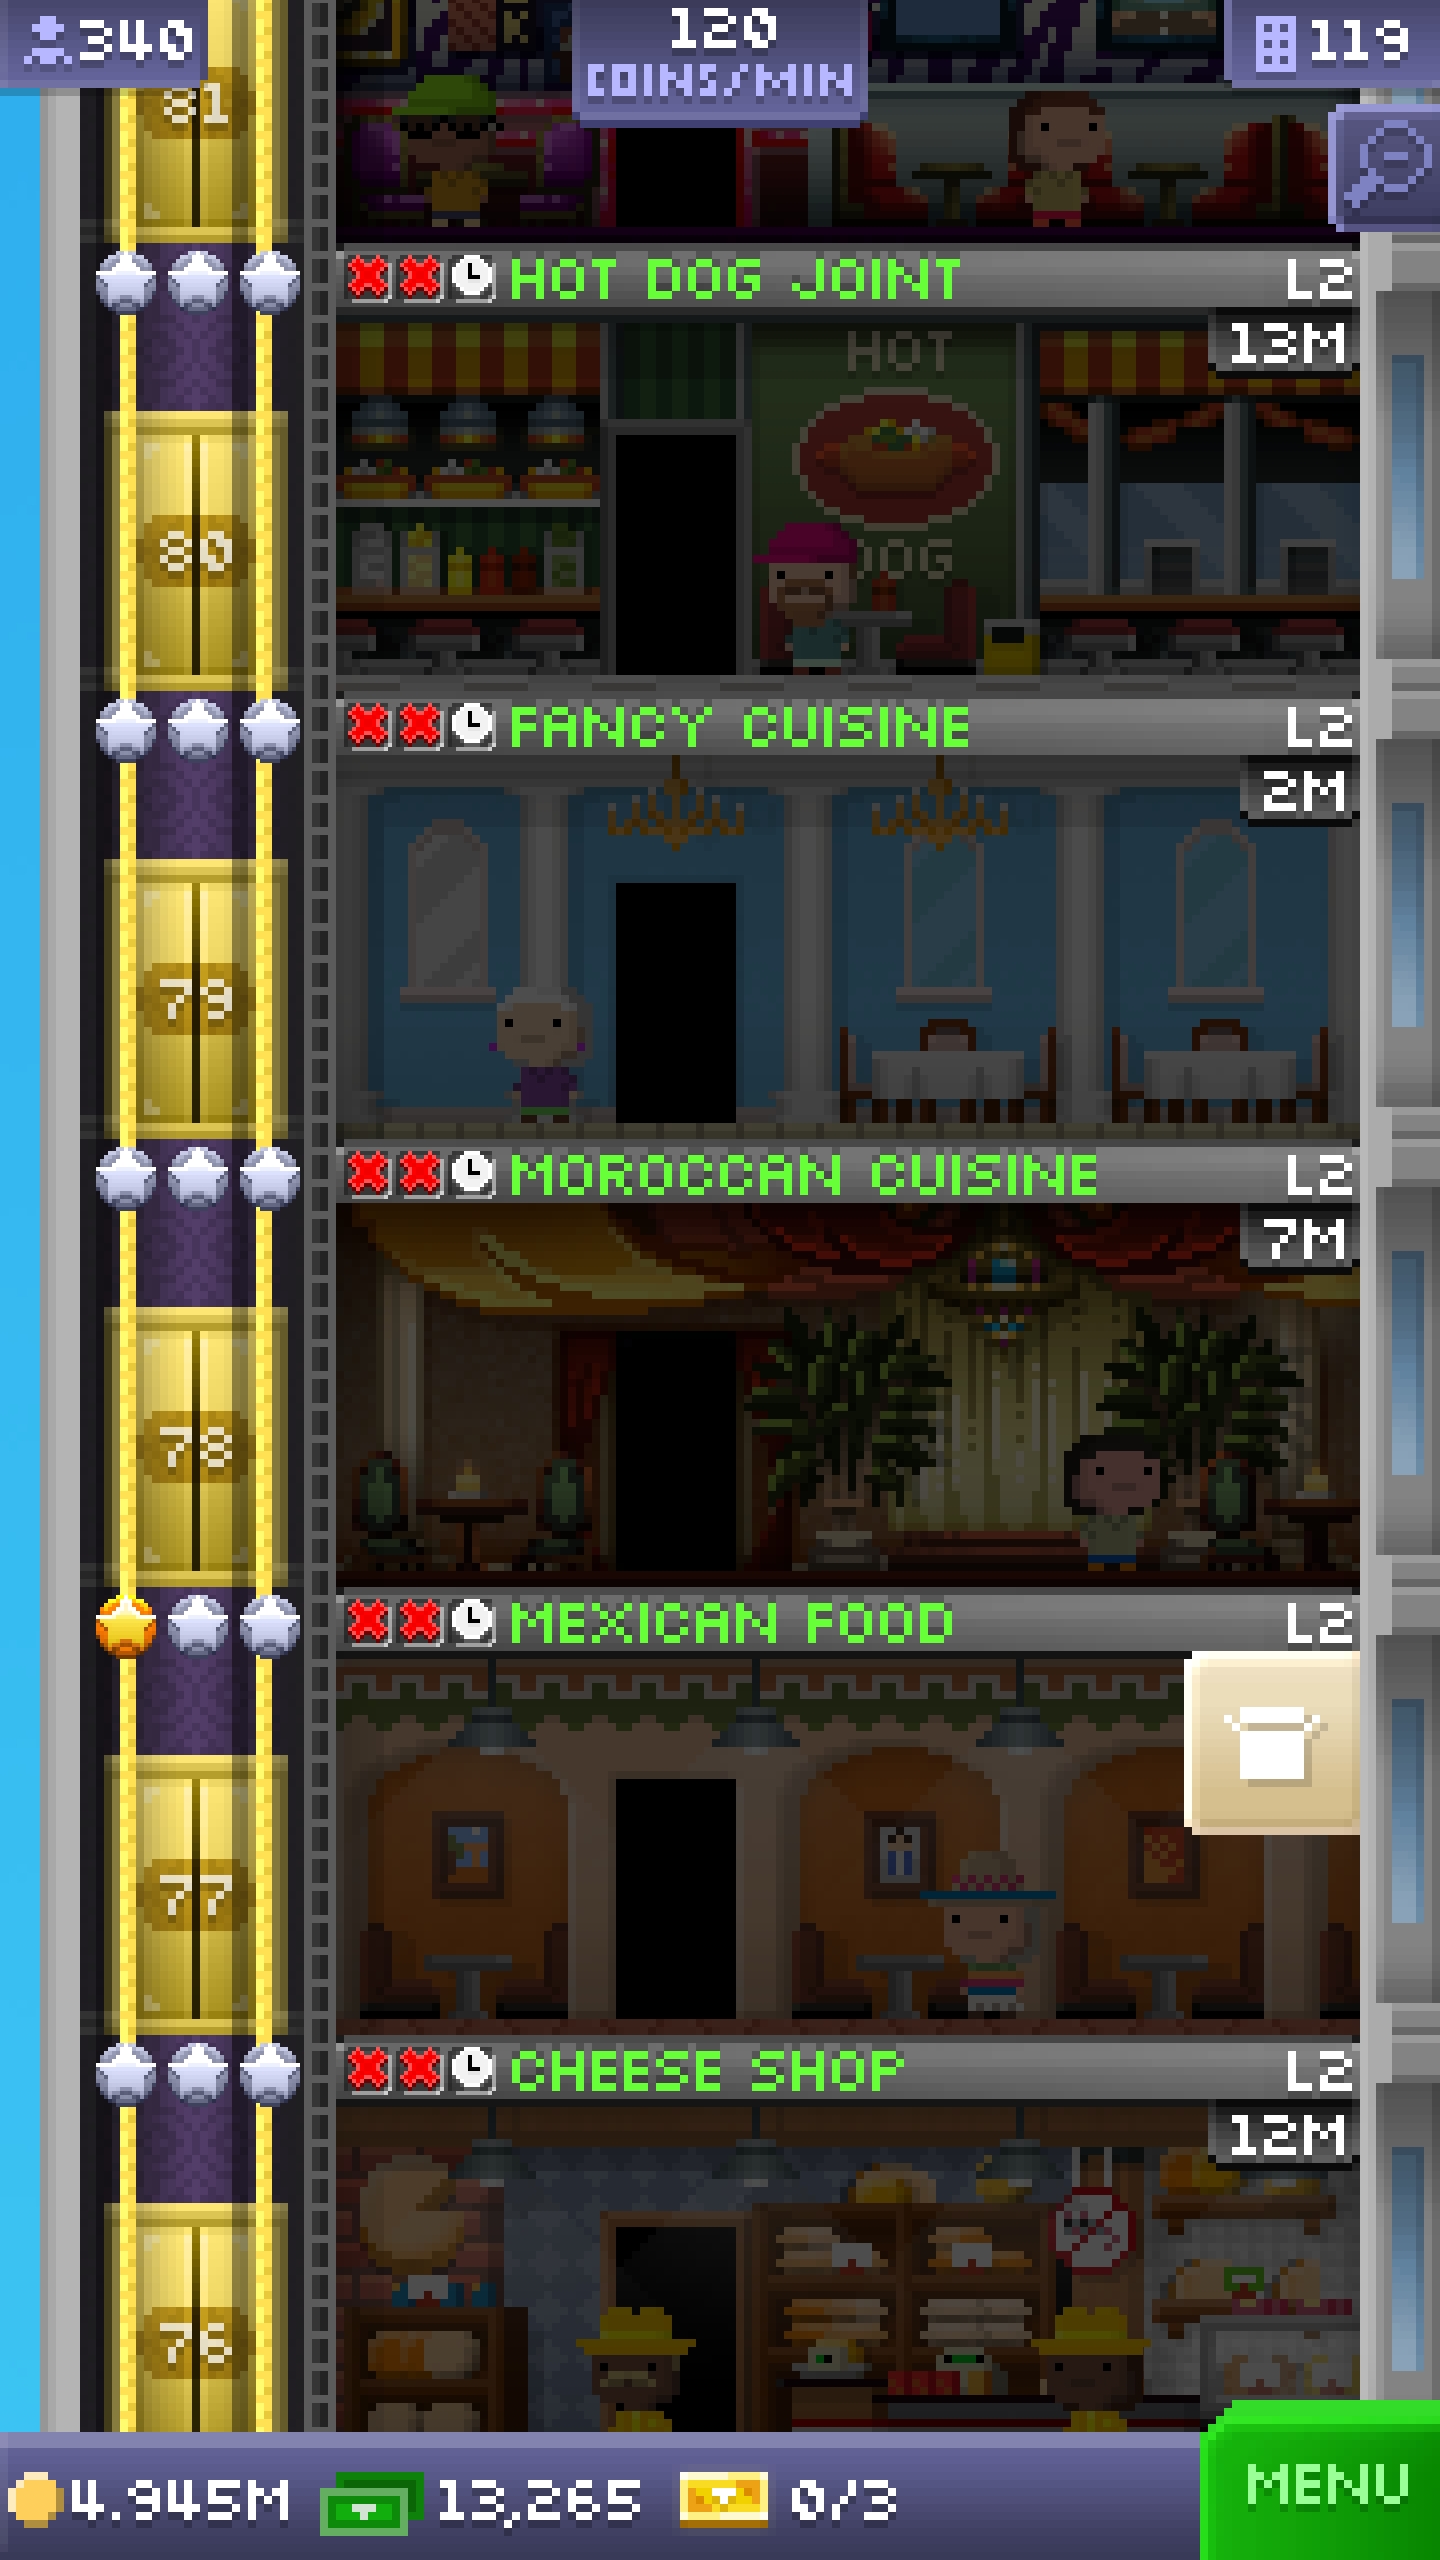 340
120
COINS/MIN
119
81
HOT DOG JOINT L2
13M
HOT
DOG
80
FANCY CUISINE L2
2M
79
MOROCCAN CUISINE L2
7M
78
MEXICAN FOOD L2
77
CHEESE SHOP L2
12M
76
4.945M 13,265 0/3 MENU